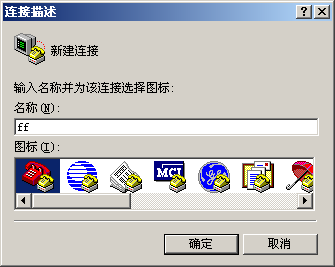 连接描述
新建连接
输入名称并为该连接选择图标:
名称(N):
ff
图标(I):
MCI
确定
取消